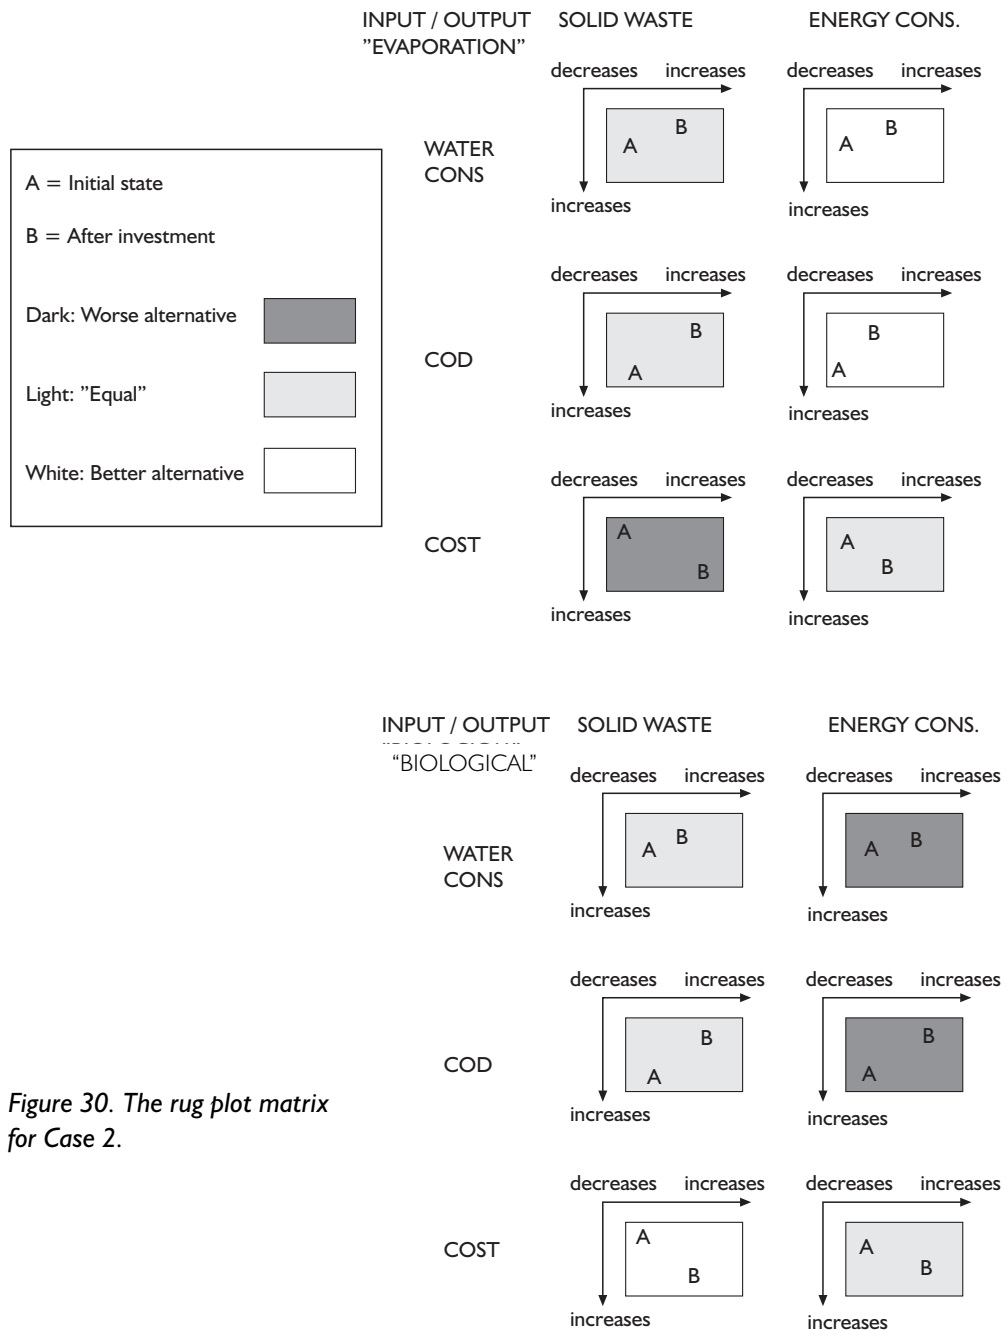 INPUT / OUTPUT SOLID WASTE ENERGY CONS.
”EVAPORATION”
decreases increases decreases increases
WATER
CONS
A B A B
increases increases
A = Initial state
B = After investment
Dark: Worse alternative
Light: ”Equal”
White: Better alternative
decreases increases decreases increases
COD
B B
A A
increases increases
decreases increases decreases increases
COST
A A
B B
increases increases
INPUT / OUTPUT SOLID WASTE ENERGY CONS.
“BIOLOGICAL”
decreases increases decreases increases
WATER
CONS
A B A B
increases increases
decreases increases decreases increases
COD
B B
A A
increases increases
decreases increases decreases increases
COST
A A
B B
increases increases
Figure 30. The rug plot matrix
for Case 2.